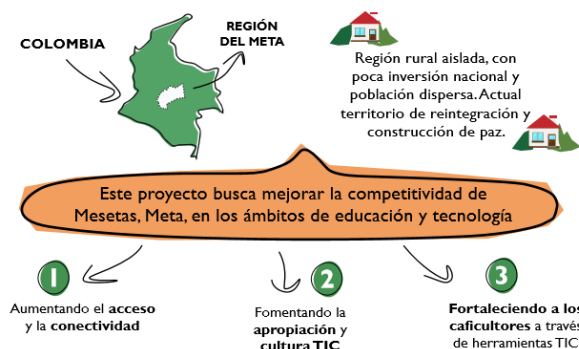 COLOMBIA
REGIÓN
DEL META
Región rural aislada, con
poca inversión nacional y
población dispersa. Actual
territorio de reintegración y
construcción de paz.
Este proyecto busca mejorar la competitividad de
Mesetas, Meta, en los ámbitos de educación y tecnología
1
Aumentando el acceso
y la conectividad
2
Fomentando la
apropiación y
cultura TIC
3
Fortaleciendo a los
caficultores a través
de herramientas TIC